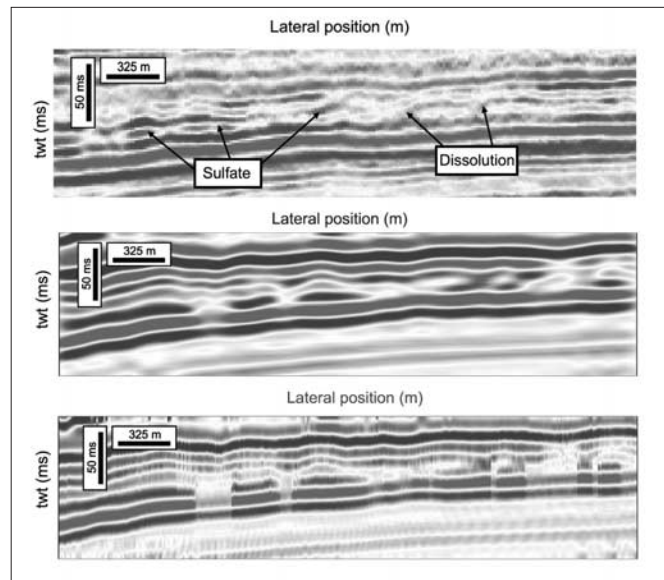 Lateral position (m)
325 m
50 ms
twt (ms)
Sulfate
Dissolution
Lateral position (m)
325 m
50 ms
twt (ms)
Lateral position (m)
325 m
50 ms
twt (ms)